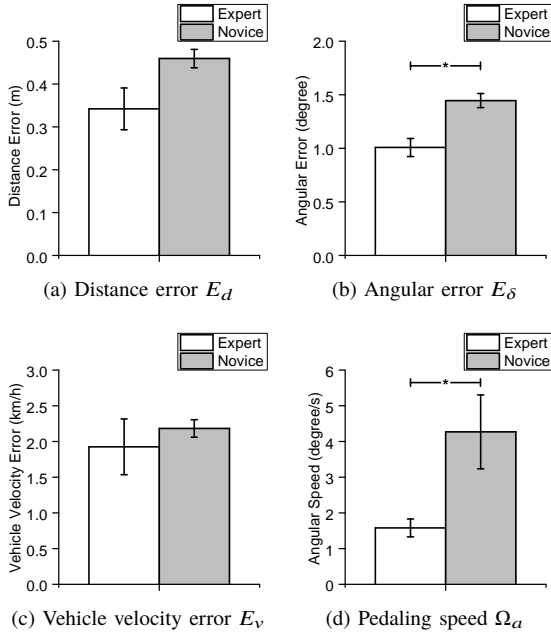 Expert
Novice
Distance Error (m)
0.5
0.4
0.3
0.2
0.1
0.0
(a) Distance error E_d
Expert
Novice
Angular Error (degree)
2.0
1.5
1.0
0.5
0.0
*
(b) Angular error E_δ
Expert
Novice
Vehicle Velocity Error (km/h)
3.0
2.5
2.0
1.5
1.0
0.5
0.0
(c) Vehicle velocity error E_v
Expert
Novice
Angular Speed (degree/s)
6
5
4
3
2
1
0
*
(d) Pedaling speed Ω_a